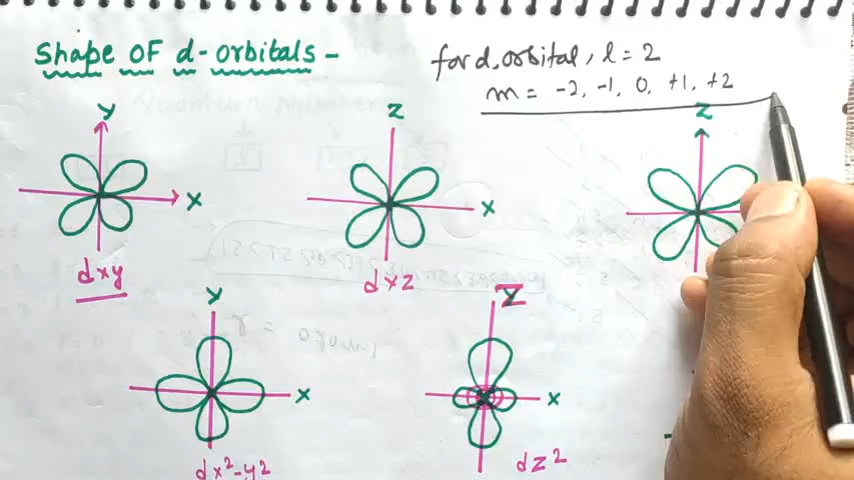 Shape OF d-orbitals -
for d.orbital, l = 2
m = -2, -1, 0, +1, +2
Y
X
dxy
Z
X
dxz
Z
Y
X
dx²-y²
X
dz²